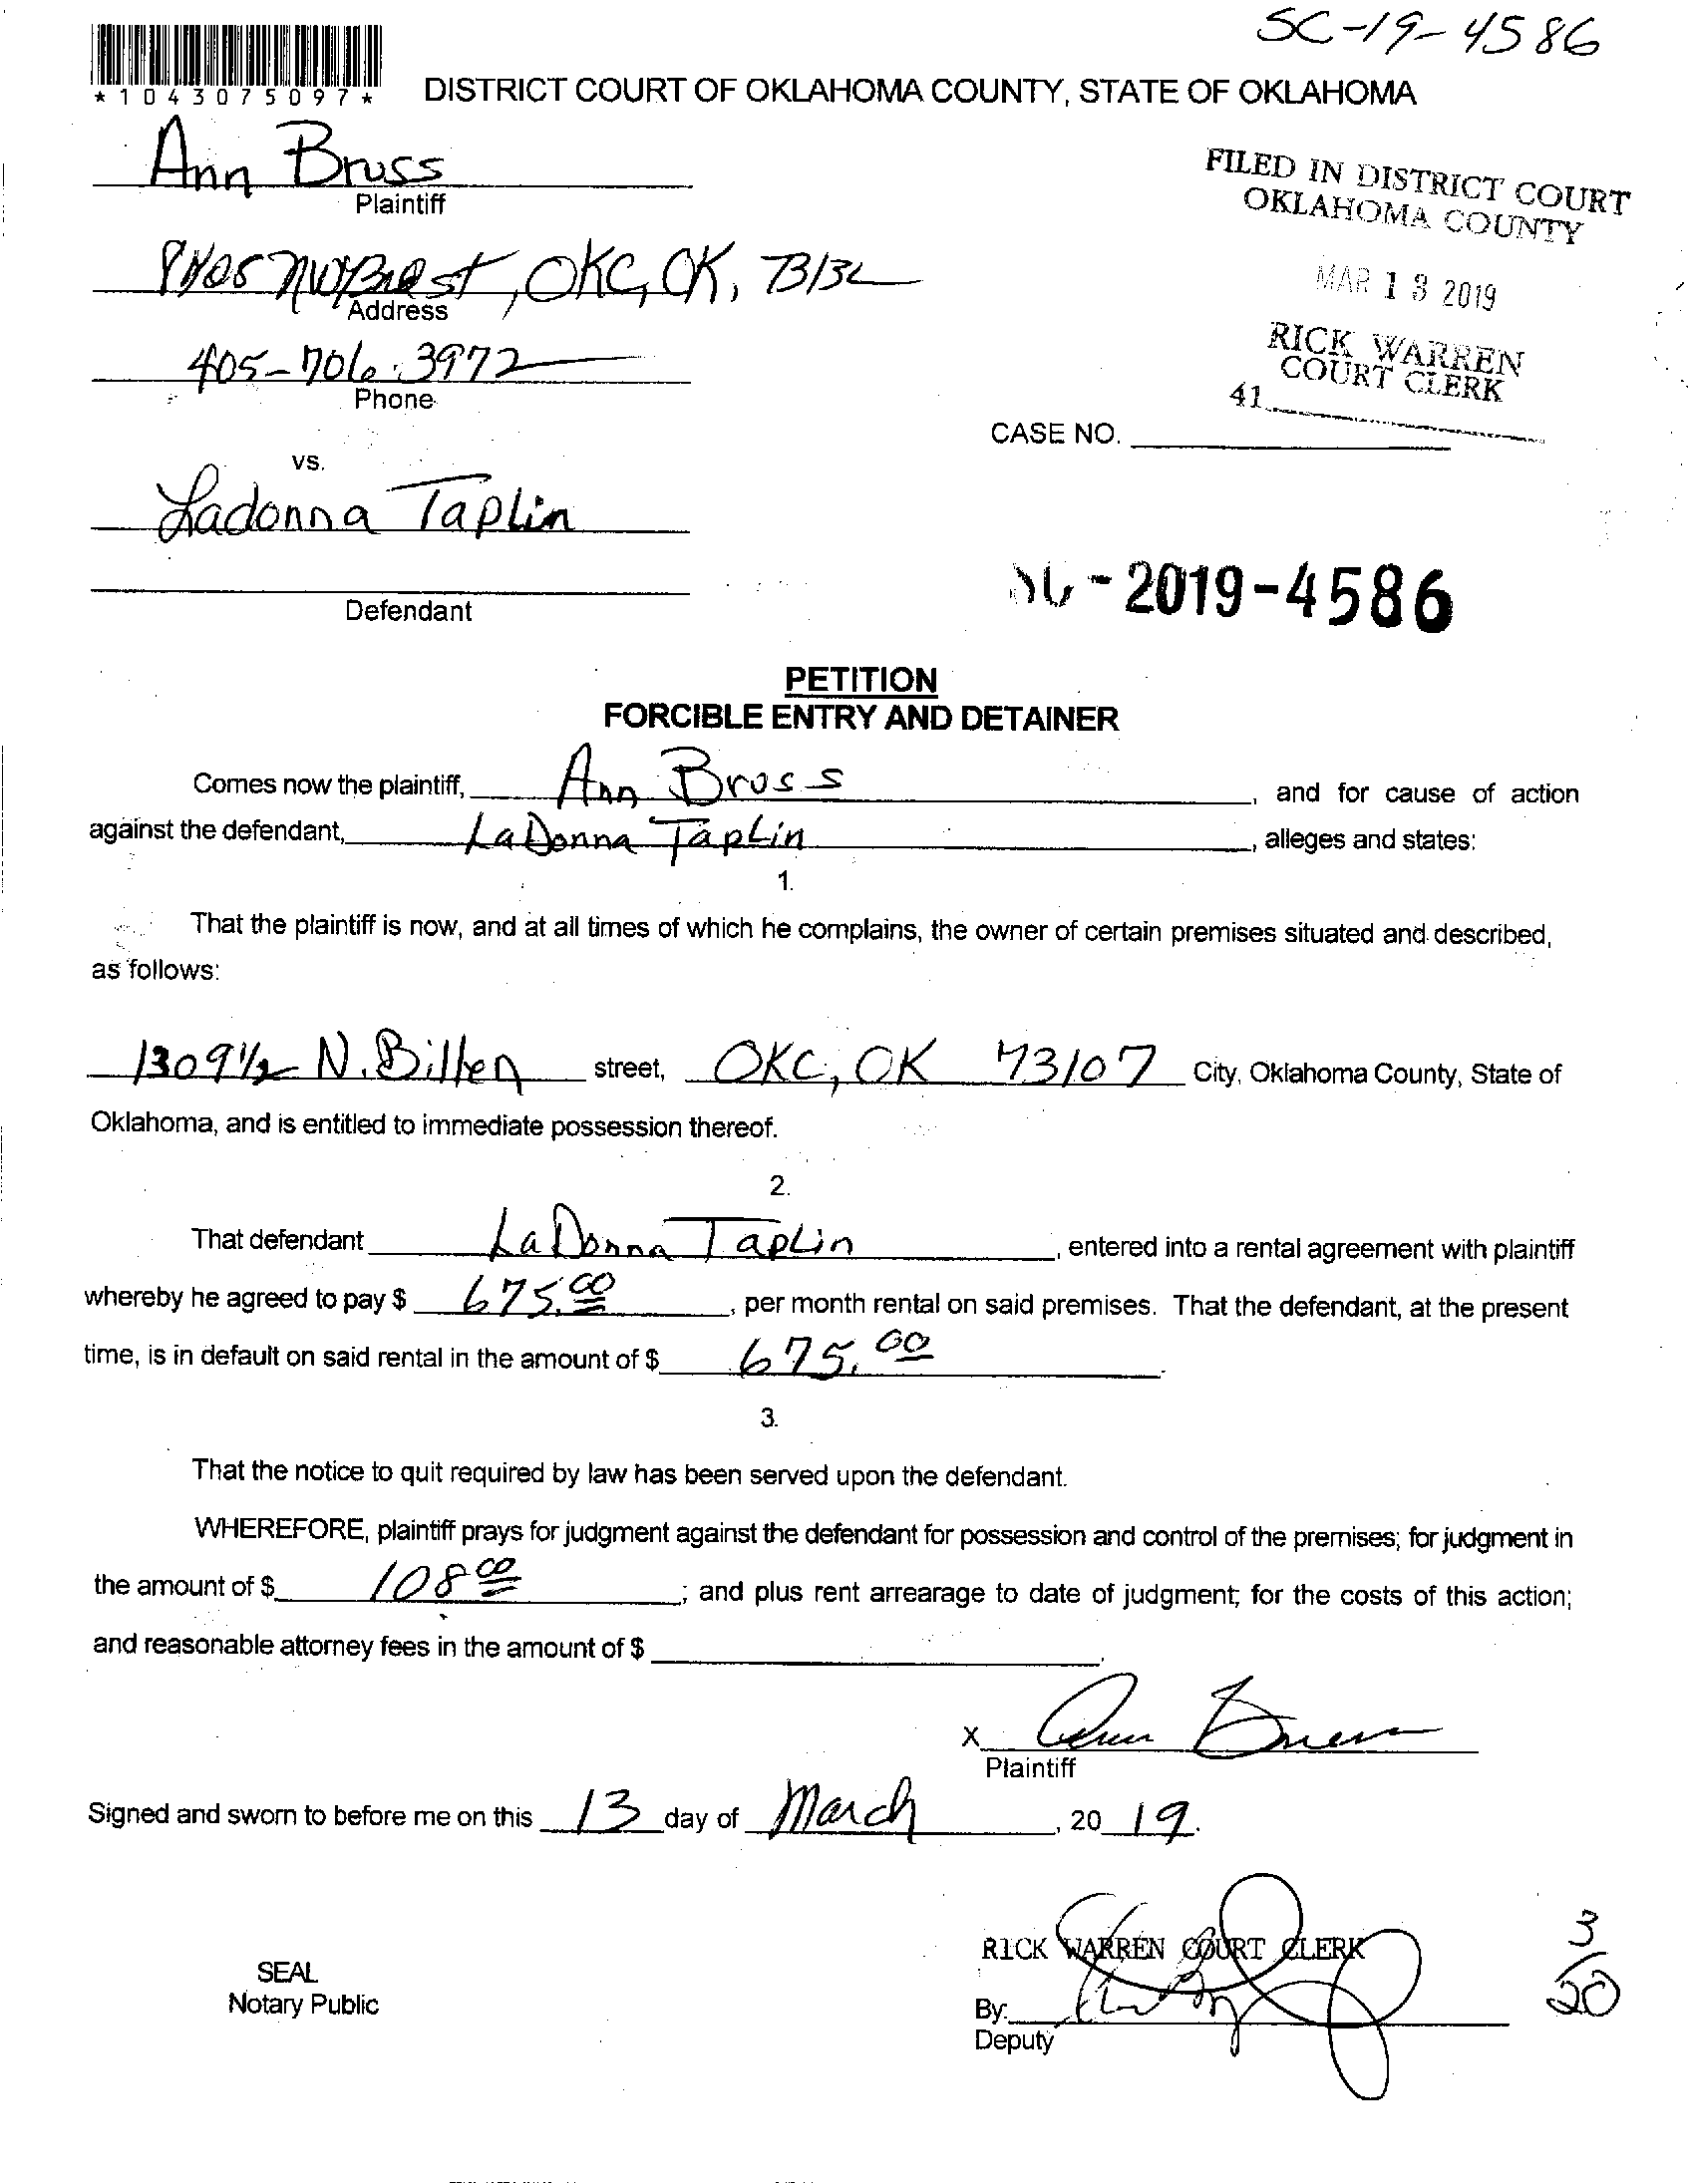 SC-19-4586
*1043075097*
DISTRICT COURT OF OKLAHOMA COUNTY, STATE OF OKLAHOMA
Ann Bruss
Plaintiff
FILED IN DISTRICT COURT
OKLAHOMA COUNTY
st, OKC, OK, 73132
Address
MAR 13 2019
405-706-3972
Phone
RICK WARREN
COURT CLERK
41
CASE NO.
vs.
Ladonna Taplin
Defendant
-2019-4586
PETITION
FORCIBLE ENTRY AND DETAINER
Comes now the plaintiff, Ann Bruss, and for cause of action
against the defendant, LaDonna Taplin, alleges and states:
1.
That the plaintiff is now, and at all times of which he complains, the owner of certain premises situated and described,
as follows:
1309 1/2 N. Billen street, OKC, OK 73107 City, Oklahoma County, State of
Oklahoma, and is entitled to immediate possession thereof.
2.
That defendant LaDonna Taplin, entered into a rental agreement with plaintiff
whereby he agreed to pay $ 675.00, per month rental on said premises. That the defendant, at the present
time, is in default on said rental in the amount of $ 675.00.
3.
That the notice to quit required by law has been served upon the defendant.
WHEREFORE, plaintiff prays for judgment against the defendant for possession and control of the premises; for judgment in
the amount of $ 108.00; and plus rent arrearage to date of judgment; for the costs of this action;
and reasonable attorney fees in the amount of $ .
X Ann Bruss
Plaintiff
Signed and sworn to before me on this 13 day of March, 20 19.
RICK WARREN COURT CLERK
3/20
SEAL
Notary Public
By:
Deputy